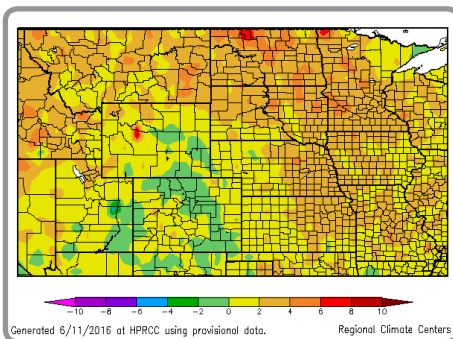 -10 -8 -6 -4 -2 0 2 4 6 8 10
Generated 6/11/2016 at HPRCC using provisional data. Regional Climate Centers